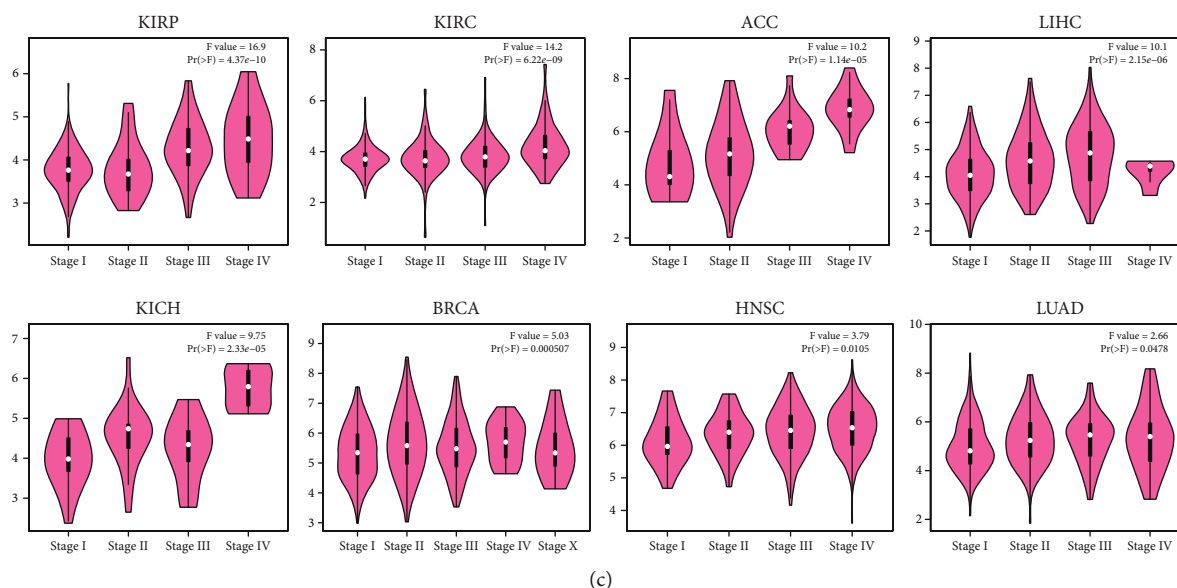 KIRP
F value = 16.9
Pr(>F) = 4.37e−10
6
5
4
3
Stage I Stage II Stage III Stage IV
KIRC
F value = 14.2
Pr(>F) = 6.22e−09
8
6
4
2
Stage I Stage II Stage III Stage IV
ACC
F value = 10.2
Pr(>F) = 1.14e−05
8
6
4
2
Stage I Stage II Stage III Stage IV
LIHC
F value = 10.1
Pr(>F) = 2.15e−06
9
8
7
6
5
4
3
2
1
Stage I Stage II Stage III Stage IV
KICH
F value = 9.75
Pr(>F) = 2.33e−05
7
6
5
4
3
Stage I Stage II Stage III Stage IV
BRCA
F value = 5.03
Pr(>F) = 0.000507
9
8
7
6
5
4
3
Stage I Stage II Stage III Stage IV Stage X
HNSC
F value = 3.79
Pr(>F) = 0.0105
9
8
7
6
5
4
Stage I Stage II Stage III Stage IV
LUAD
F value = 2.66
Pr(>F) = 0.0478
10
8
6
4
2
Stage I Stage II Stage III Stage IV
(c)